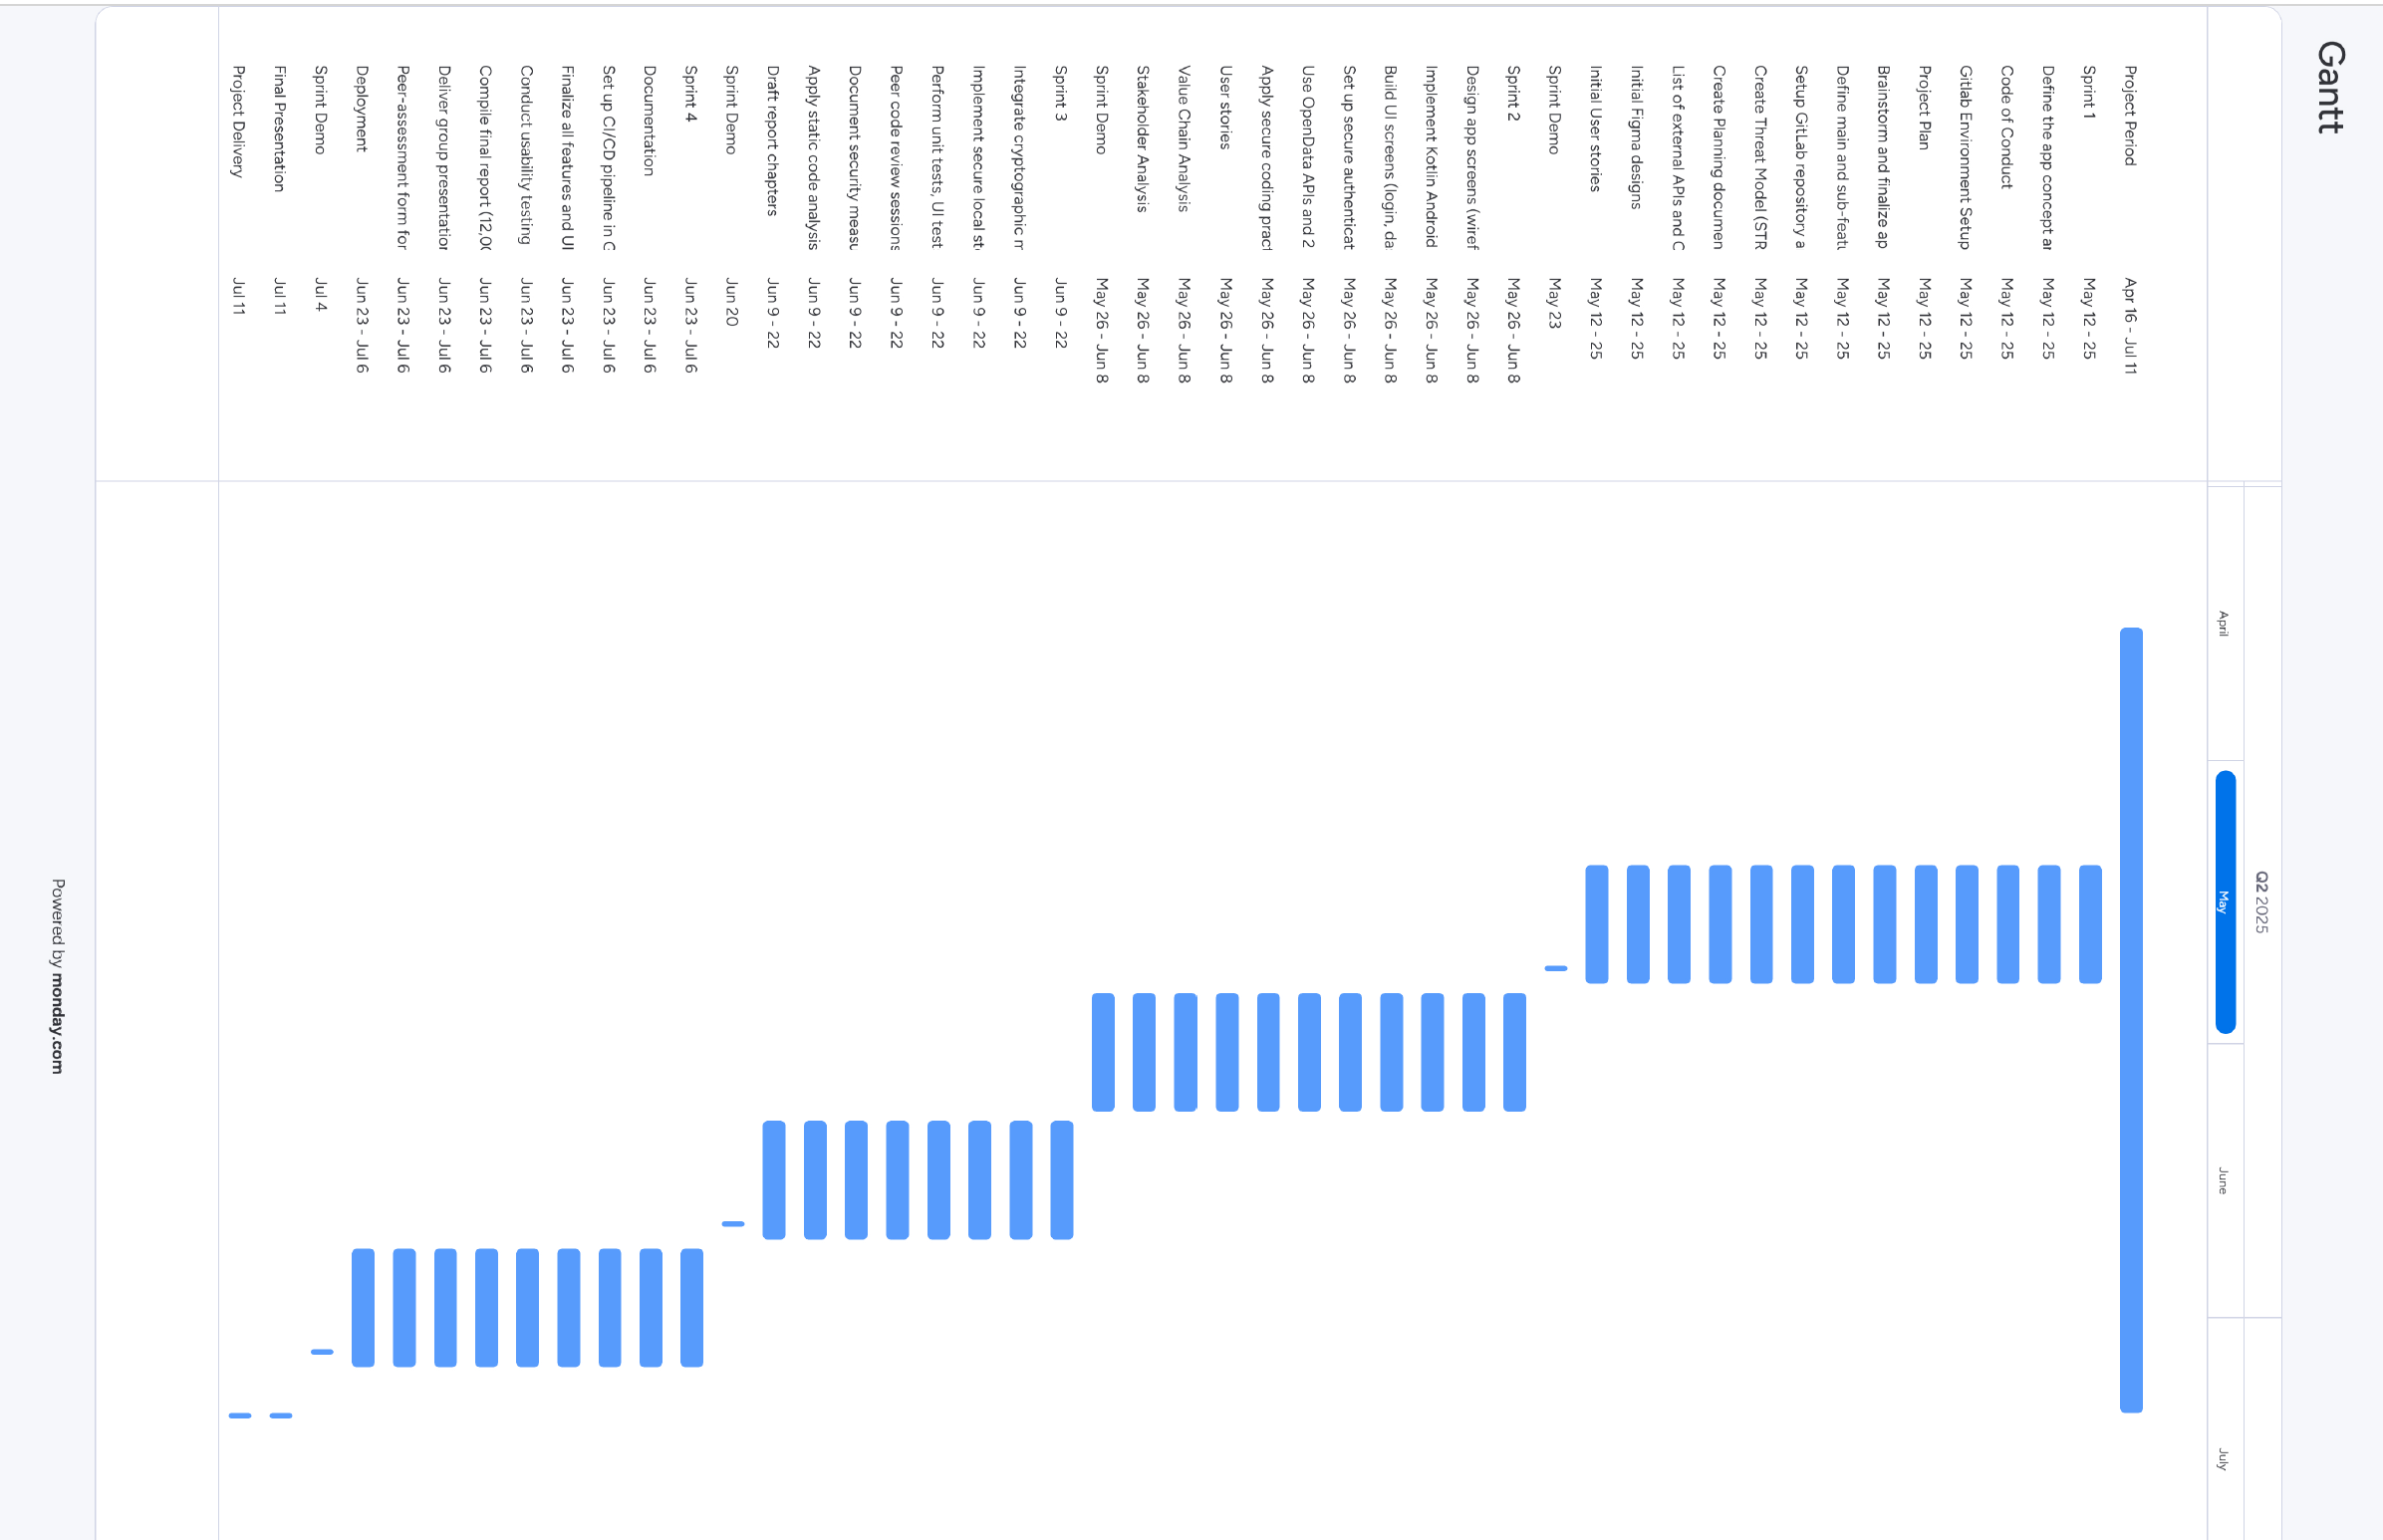 Gantt
Q2 2025
April May June July
Project Period Apr 16 - Jul 11
Sprint 1 May 12 - 25
Define the app concept ar May 12 - 25
Code of Conduct May 12 - 25
Gitlab Environment Setup May 12 - 25
Project Plan May 12 - 25
Brainstorm and finalize ap May 12 - 25
Define main and sub-featu May 12 - 25
Setup GitLab repository a May 12 - 25
Create Threat Model (STR May 12 - 25
Create Planning documen May 12 - 25
List of external APIs and C May 12 - 25
Initial Figma designs May 12 - 25
Initial User stories May 12 - 25
Sprint Demo May 23
Sprint 2 May 26 - Jun 8
Design app screens (wiref May 26 - Jun 8
Implement Kotlin Android May 26 - Jun 8
Build UI screens (login, da May 26 - Jun 8
Set up secure authenticat May 26 - Jun 8
Use OpenData APIs and 2 May 26 - Jun 8
Apply secure coding pract May 26 - Jun 8
User stories May 26 - Jun 8
Value Chain Analysis May 26 - Jun 8
Stakeholder Analysis May 26 - Jun 8
Sprint Demo May 26 - Jun 8
Sprint 3 Jun 9 - 22
Integrate cryptographic m Jun 9 - 22
Implement secure local st Jun 9 - 22
Perform unit tests, UI test Jun 9 - 22
Peer code review sessions Jun 9 - 22
Document security measu Jun 9 - 22
Apply static code analysis Jun 9 - 22
Draft report chapters Jun 9 - 22
Sprint Demo Jun 20
Sprint 4 Jun 23 - Jul 6
Documentation Jun 23 - Jul 6
Set up CI/CD pipeline in G Jun 23 - Jul 6
Finalize all features and UI Jun 23 - Jul 6
Conduct usability testing Jun 23 - Jul 6
Compile final report (12,00 Jun 23 - Jul 6
Deliver group presentation Jun 23 - Jul 6
Peer-assessment form for Jun 23 - Jul 6
Deployment Jun 23 - Jul 6
Sprint Demo Jul 4
Final Presentation Jul 11
Project Delivery Jul 11
Powered by monday.com